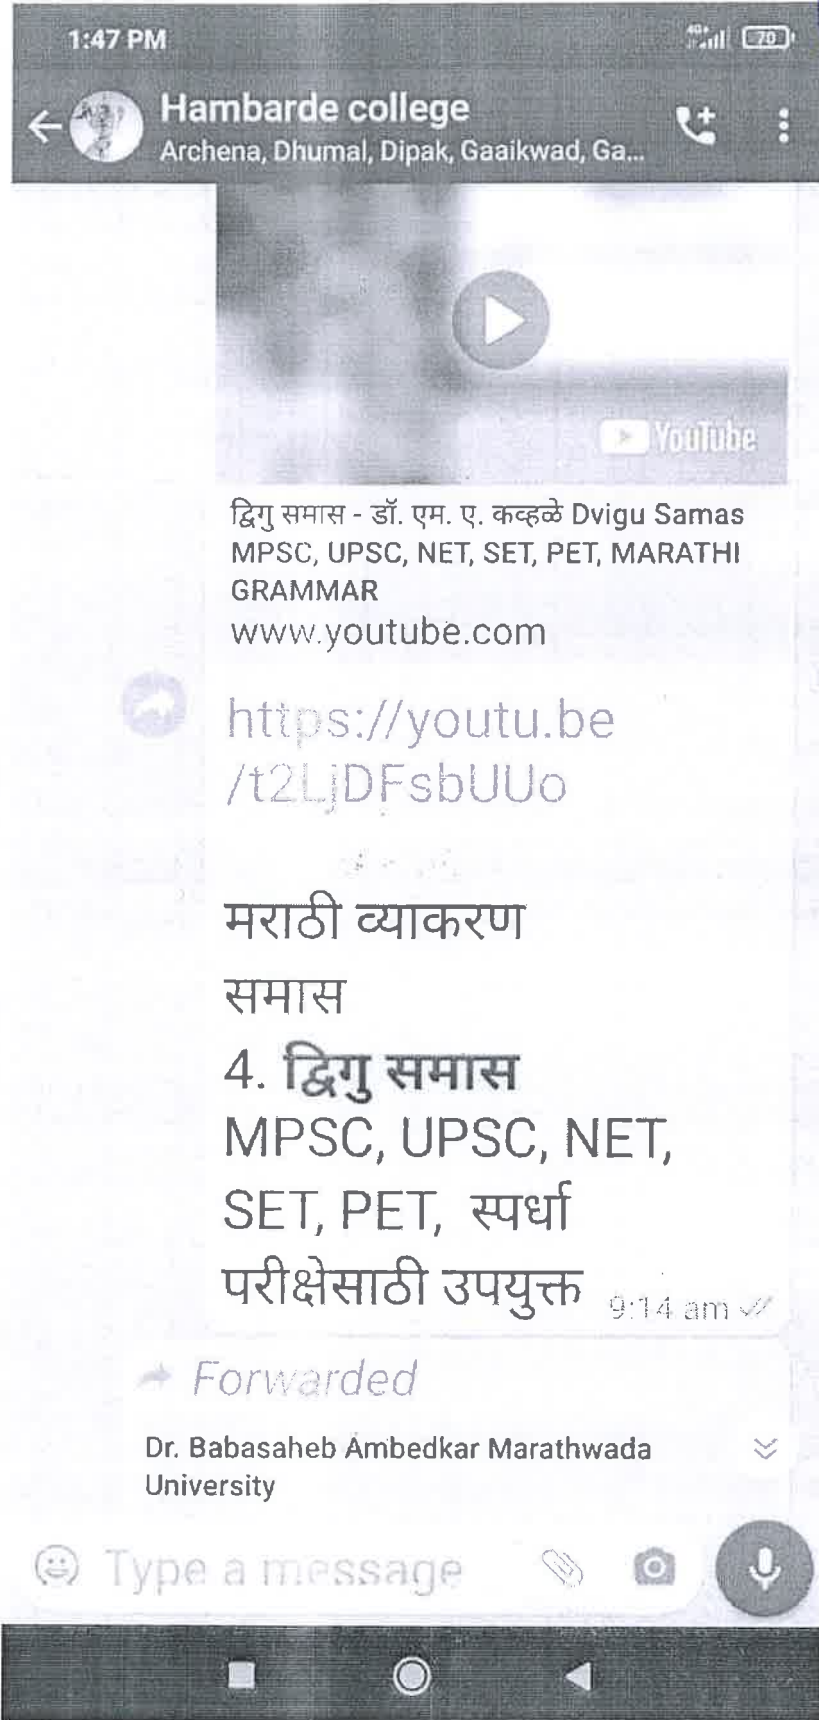 1:47 PM
4G+ 70
Hambarde college
Archena, Dhumal, Dipak, Gaaikwad, Ga...
YouTube
द्विगु समास - डॉ. एम. ए. कव्हळे Dvigu Samas
MPSC, UPSC, NET, SET, PET, MARATHI
GRAMMAR
www.youtube.com
https://youtu.be
/t2LjDFsbUUo
मराठी व्याकरण
समास
4. द्विगु समास
MPSC, UPSC, NET,
SET, PET, स्पर्धा
परीक्षेसाठी उपयुक्त
9:14 am
Forwarded
Dr. Babasaheb Ambedkar Marathwada
University
Type a message